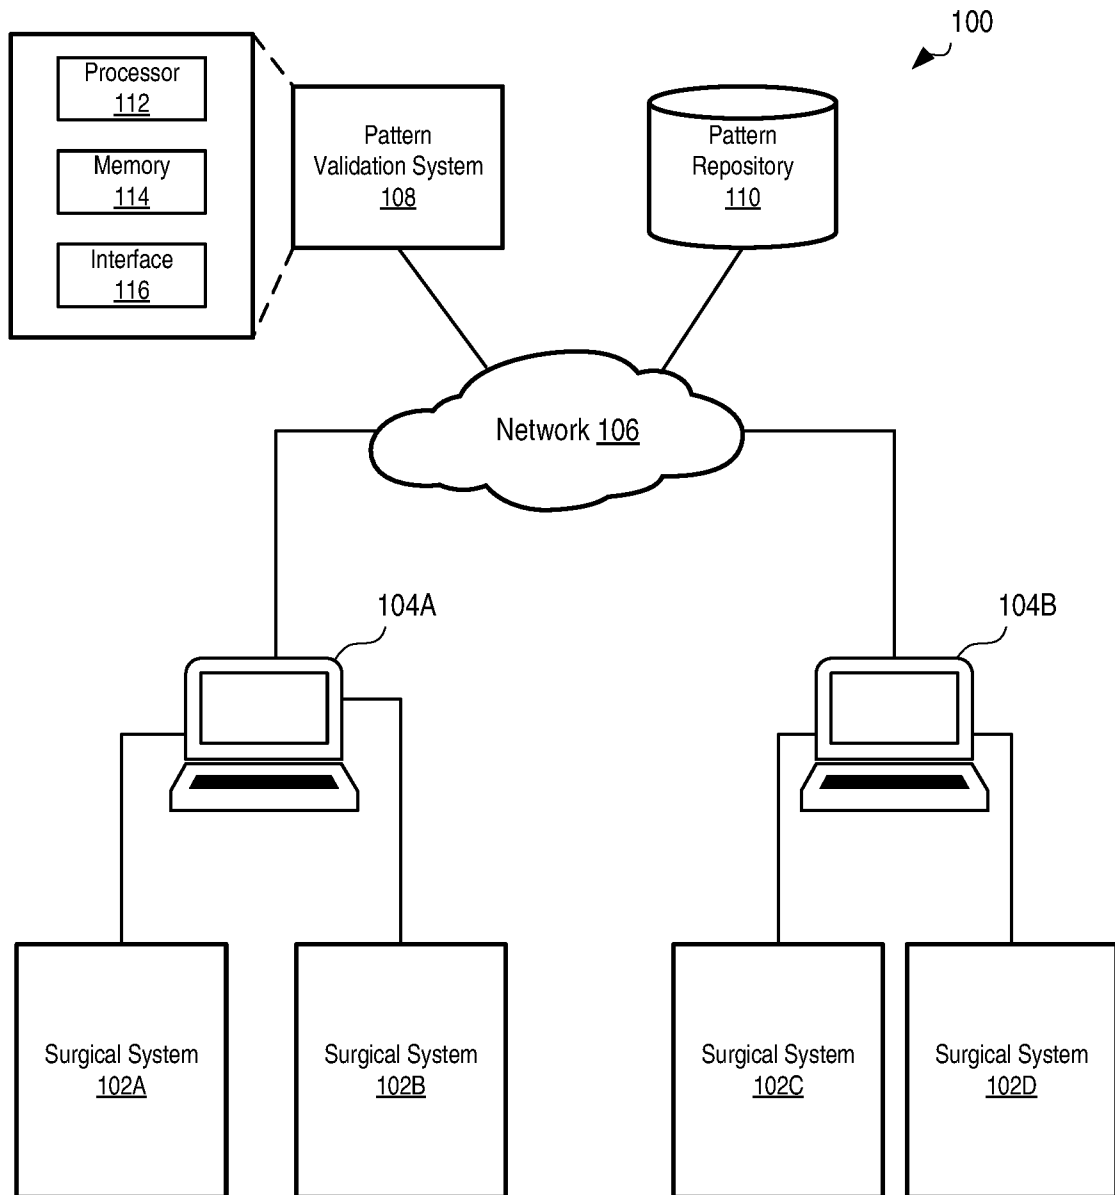 100
Processor
112
Memory
114
Interface
116
Pattern
Validation System
108
Pattern
Repository
110
Network 106
104A
104B
Surgical System
102A
Surgical System
102B
Surgical System
102C
Surgical System
102D